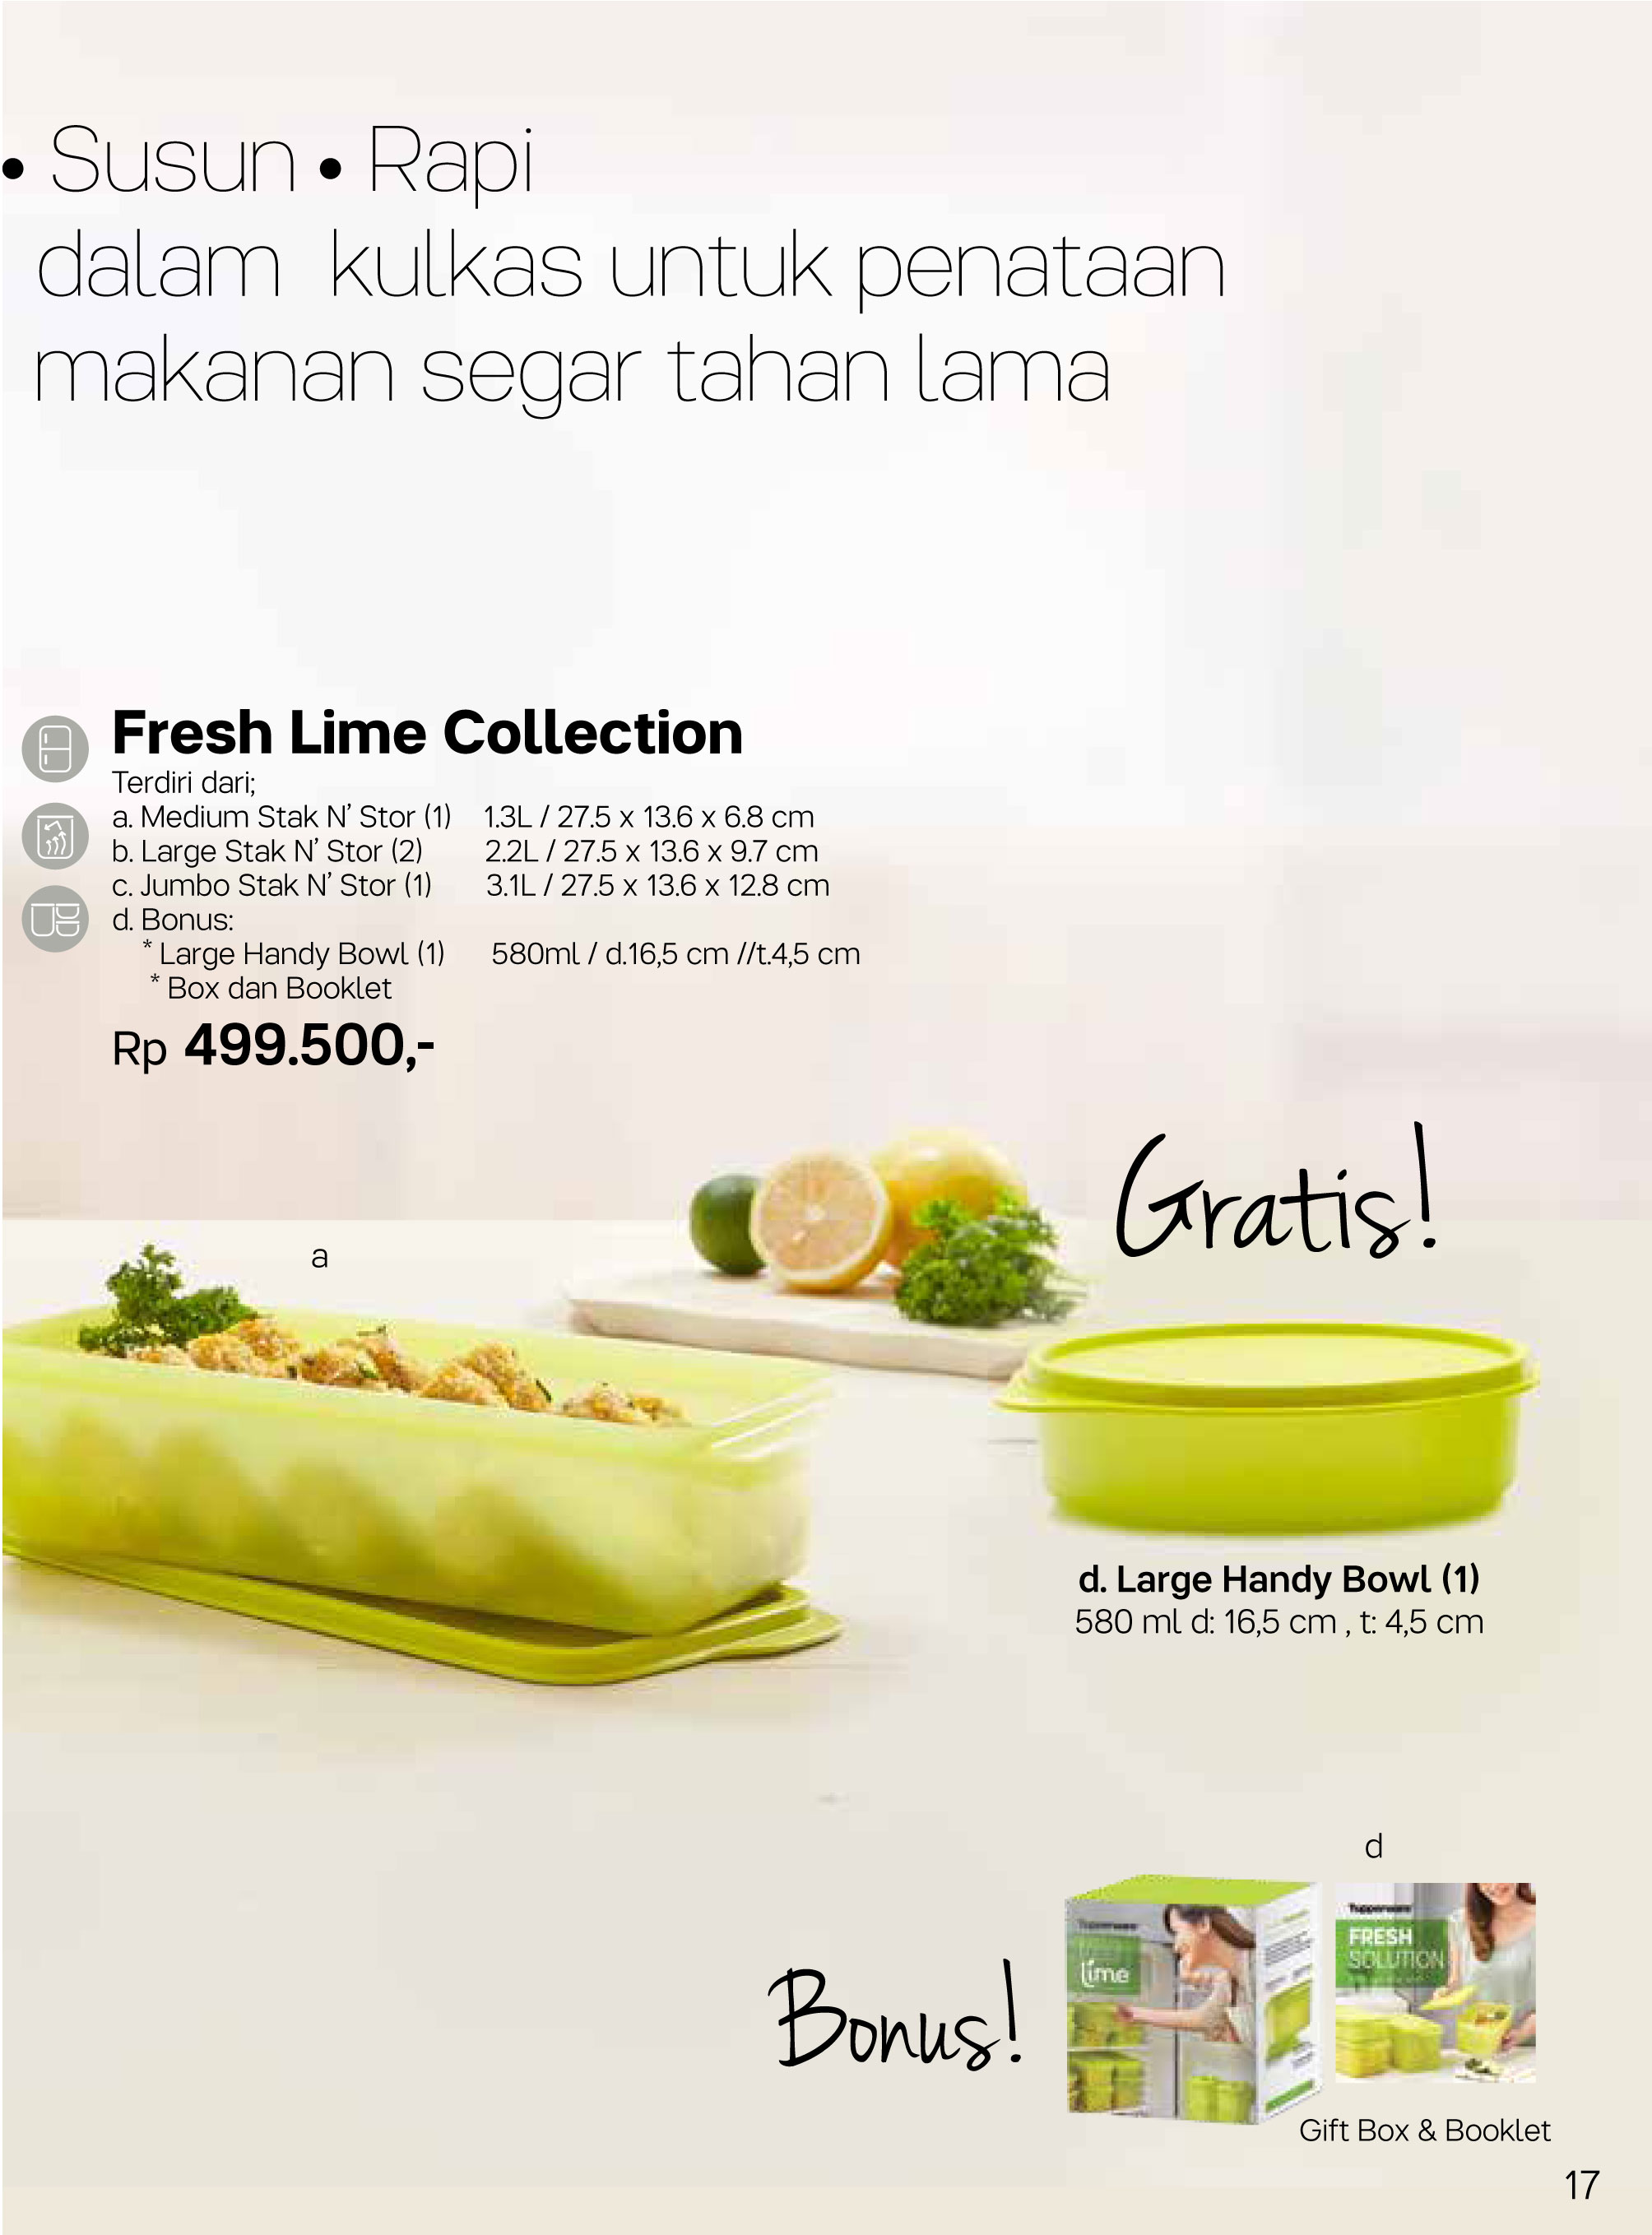 • Susun • Rapi
dalam kulkas untuk penataan
makanan segar tahan lama
Fresh Lime Collection
Terdiri dari;
a. Medium Stak N’ Stor (1) 1.3L / 27.5 x 13.6 x 6.8 cm
b. Large Stak N’ Stor (2) 2.2L / 27.5 x 13.6 x 9.7 cm
c. Jumbo Stak N’ Stor (1) 3.1L / 27.5 x 13.6 x 12.8 cm
d. Bonus:
* Large Handy Bowl (1) 580ml / d.16,5 cm //t.4,5 cm
* Box dan Booklet
Rp 499.500,-
Gratis!
a
d. Large Handy Bowl (1)
580 ml d: 16,5 cm , t: 4,5 cm
d
Bonus!
Tupperware
lime
Tupperware
FRESH
SOLUTION
Gift Box & Booklet
17